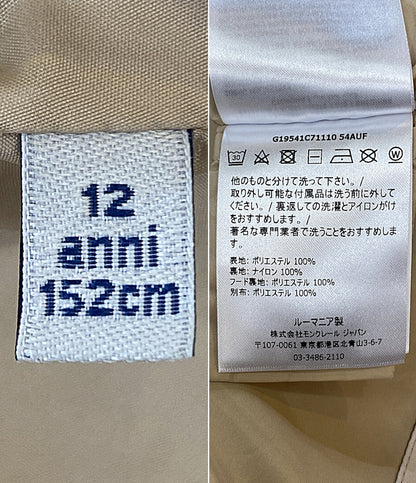 12
anni
152cm
G19541C71110 54AUF
30
他のものと分けて洗って下さい。
/ 取り外し可能な付属品は洗う前に外して
ください。/ 裏返しての洗濯とアイロンがけ
をおすすめします。
著名な専門業者で洗うことをおすすめしま
す。
表地: ポリエステル 100%
裏地: ナイロン 100%
フード裏地: ポリエステル 100%
別布: ポリエステル 100%
ルーマニア製
株式会社モンクレール ジャパン
〒107-0061 東京都港区北青山3-6-7
03-3486-2110